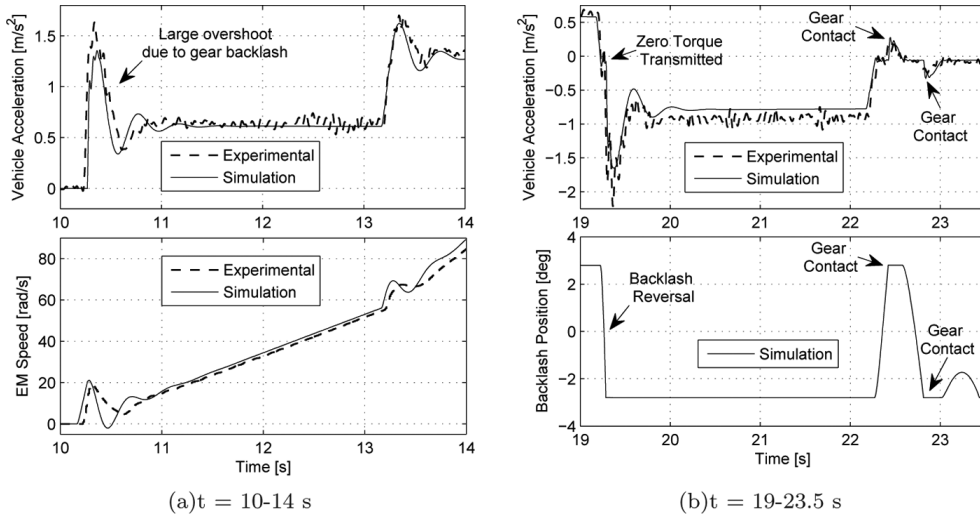 Vehicle Acceleration [m/s²]
1.5
1
0.5
0
Large overshoot
due to gear backlash
Experimental
Simulation
10 11 12 13 14
EM Speed [rad/s]
80
60
40
20
0
Experimental
Simulation
10 11 12 13 14
Time [s]
(a)t = 10-14 s
Vehicle Acceleration [m/s²]
0.5
0
−0.5
−1
−1.5
−2
Zero Torque
Transmitted
Gear
Contact
Gear
Contact
Experimental
Simulation
19 20 21 22 23
Backlash Position [deg]
4
2
0
−2
−4
Backlash
Reversal
Gear
Contact
Gear
Contact
Simulation
19 20 21 22 23
Time [s]
(b)t = 19-23.5 s